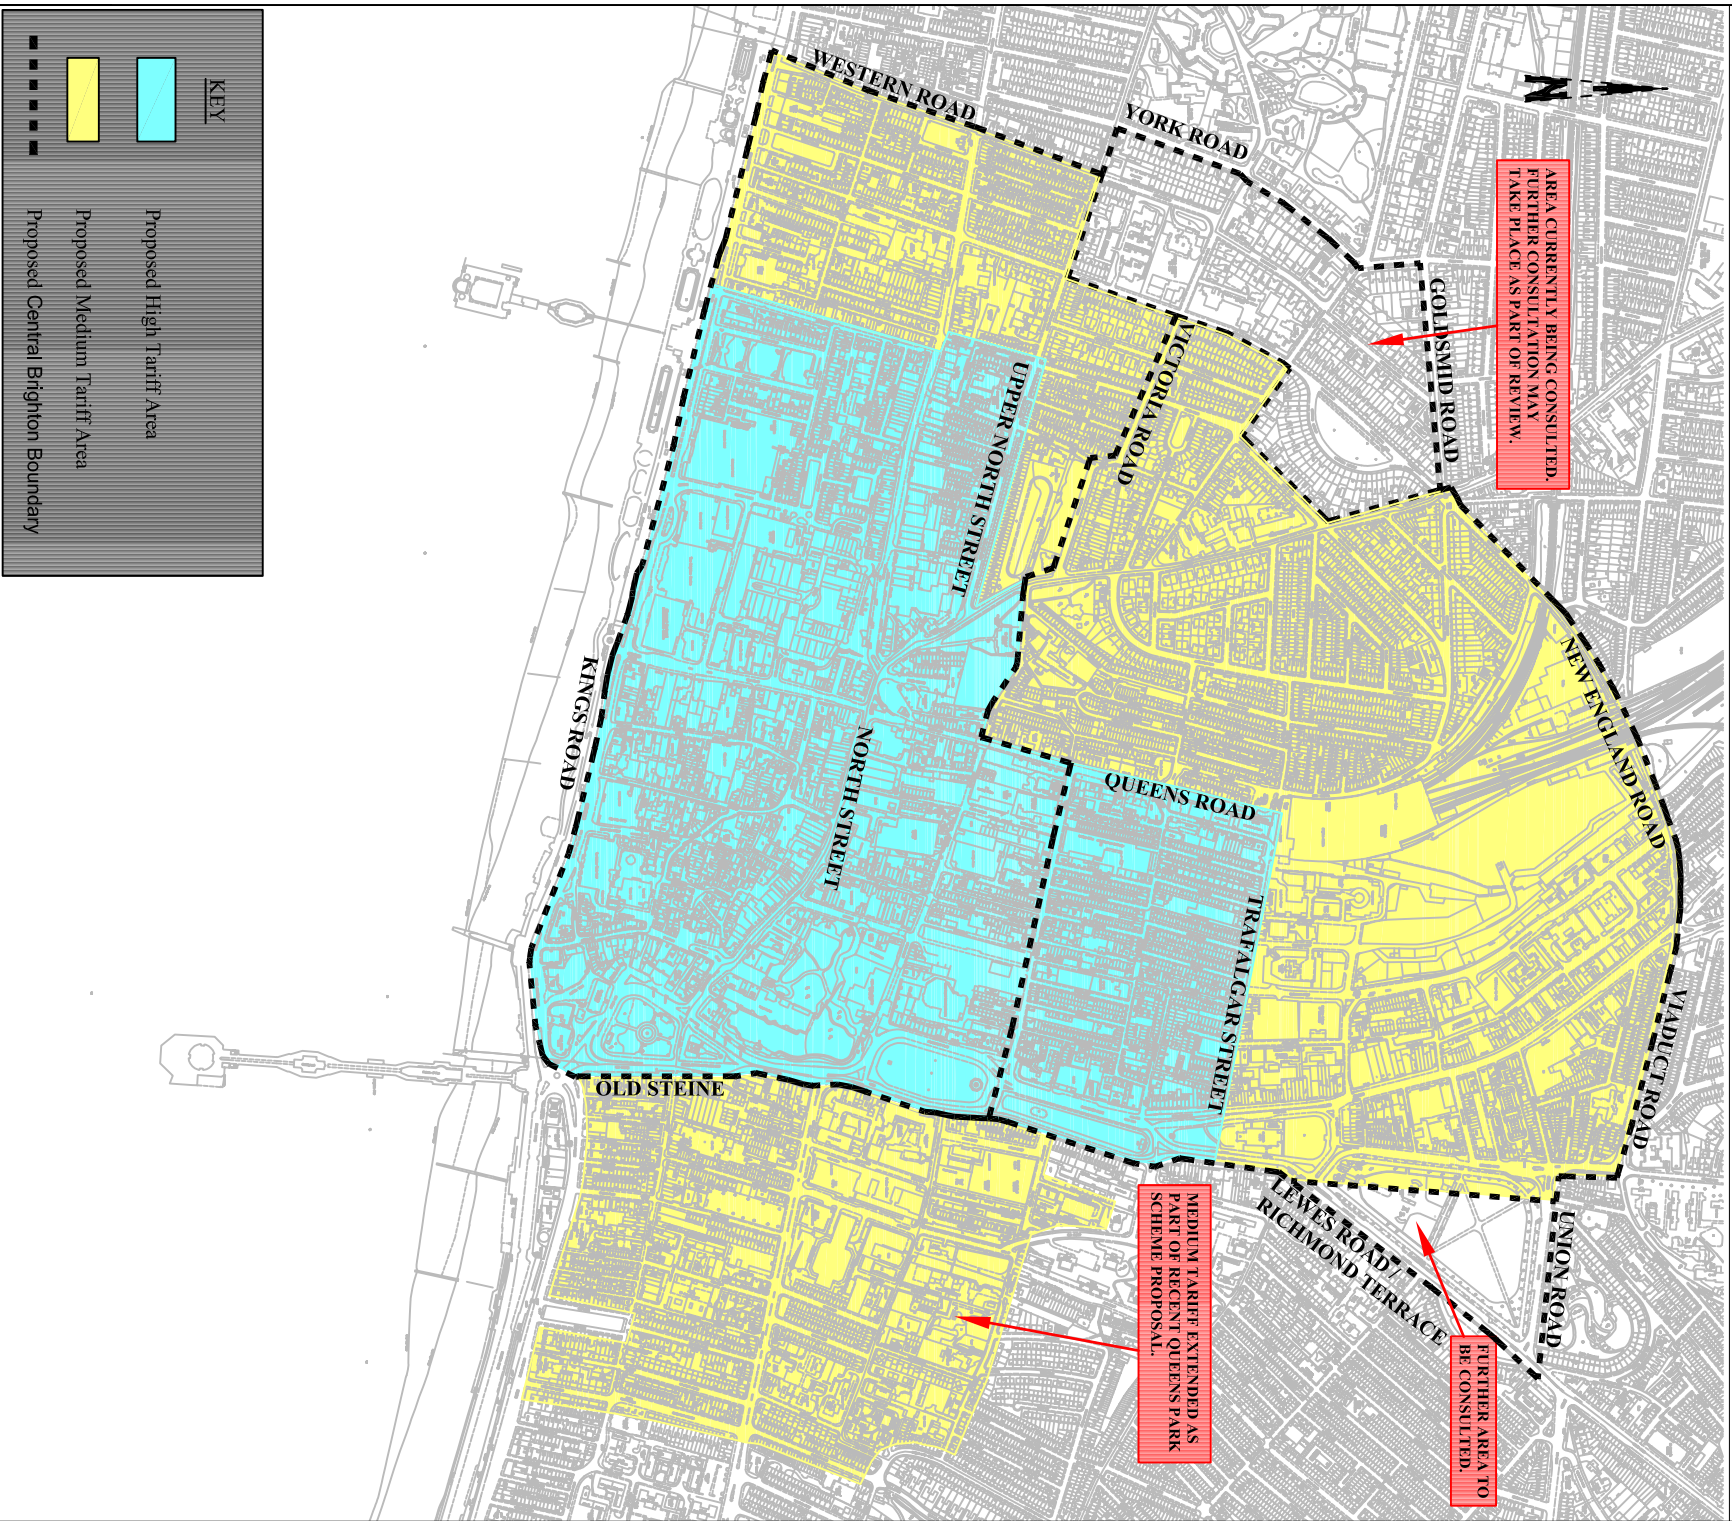 KEY
Proposed High Tariff Area
Proposed Medium Tariff Area
Proposed Central Brighton Boundary
WESTERN ROAD
YORK ROAD
GOLDSMID ROAD
AREA CURRENTLY BEING CONSULTED.
FURTHER CONSULTATION MAY
TAKE PLACE AS PART OF REVIEW.
N
VICTORIA ROAD
UPPER NORTH STREET
NEW ENGLAND ROAD
KINGS ROAD
NORTH STREET
QUEENS ROAD
TRAFALGAR STREET
VIADUCT ROAD
OLD STEINE
LEWES ROAD /
RICHMOND TERRACE
UNION ROAD
MEDIUM TARIFF EXTENDED AS
PART OF RECENT QUEENS PARK
SCHEME PROPOSAL.
FURTHER AREA TO
BE CONSULTED.